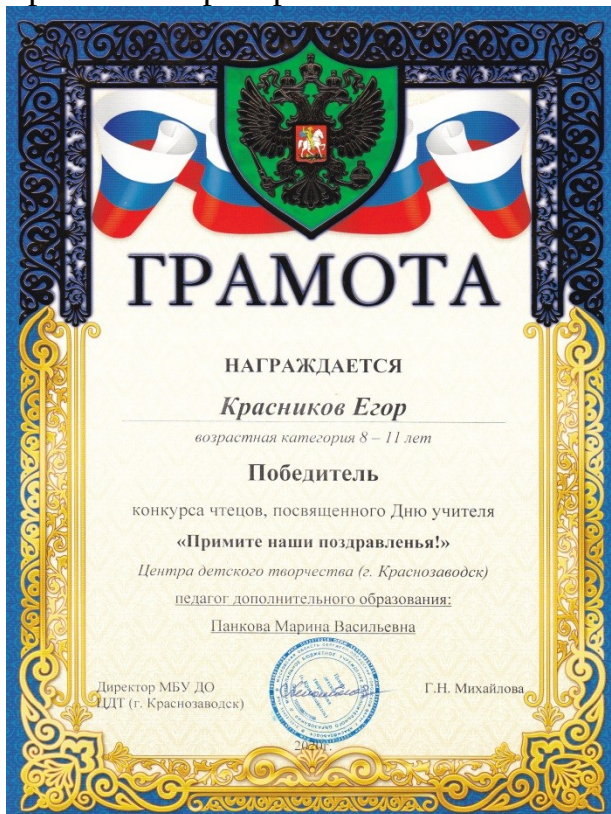 ГРАМОТА
НАГРАЖДАЕТСЯ
Красников Егор
возрастная категория 8 – 11 лет
Победитель
конкурса чтецов, посвященного Дню учителя
«Примите наши поздравленья!»
Центра детского творчества (г. Краснозаводск)
педагог дополнительного образования:
Панкова Марина Васильевна
Директор МБУ ДО
ЦДТ (г. Краснозаводск)
Г.Н. Михайлова
2020г.